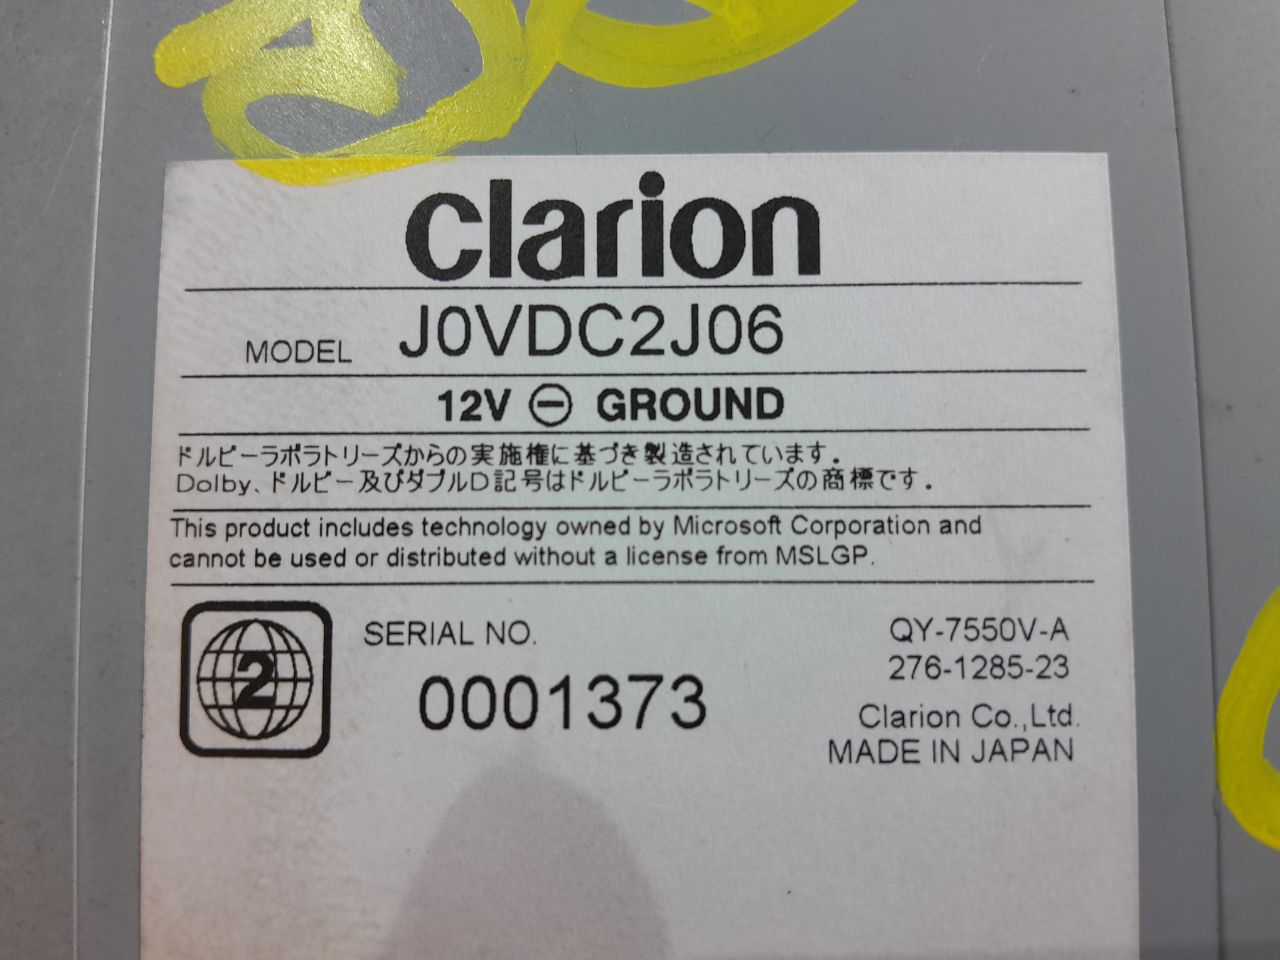 Clarion
MODEL J0VDC2J06
12V ⊖ GROUND
ドルビーラボラトリーズからの実施権に基づき製造されています.
Dolby、ドルビー及びダブルD記号はドルビーラボラトリーズの商標です.
This product includes technology owned by Microsoft Corporation and
cannot be used or distributed without a license from MSLGP.
2
SERIAL NO.
0001373
QY-7550V-A
276-1285-23
Clarion Co.,Ltd.
MADE IN JAPAN